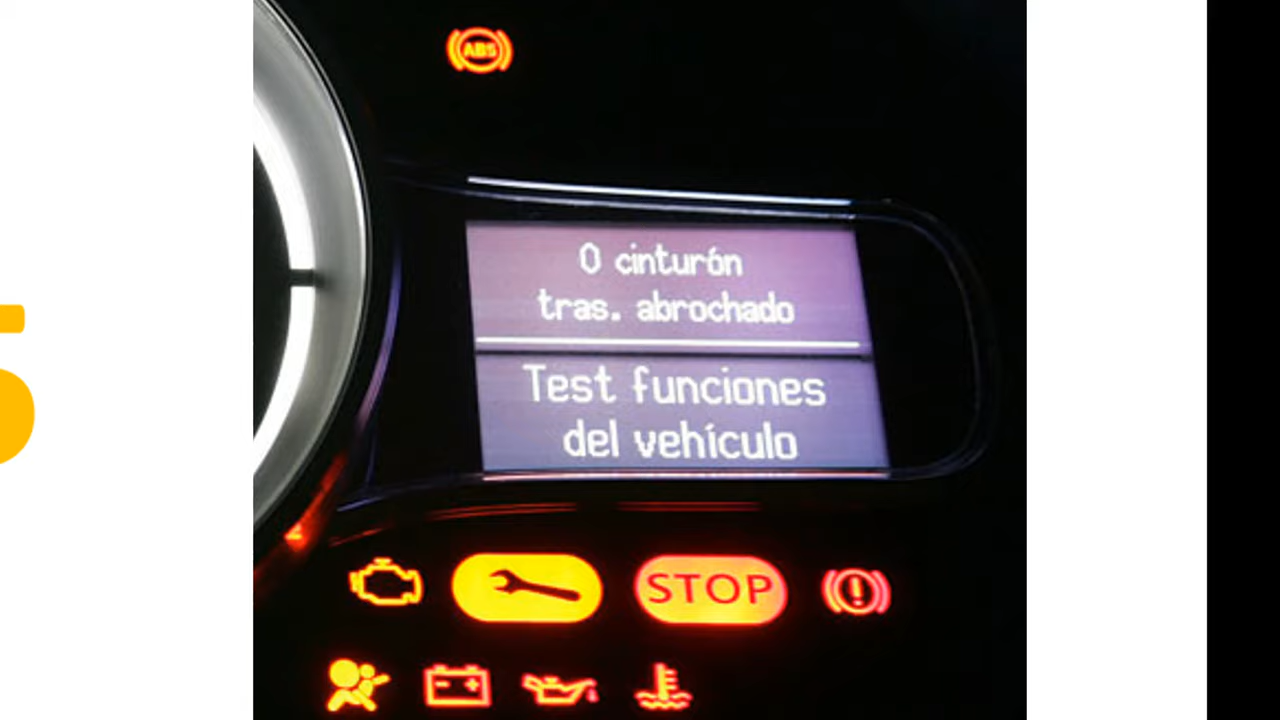 ABS
0 cinturón
tras. abrochado
Test funciones
del vehículo
STOP